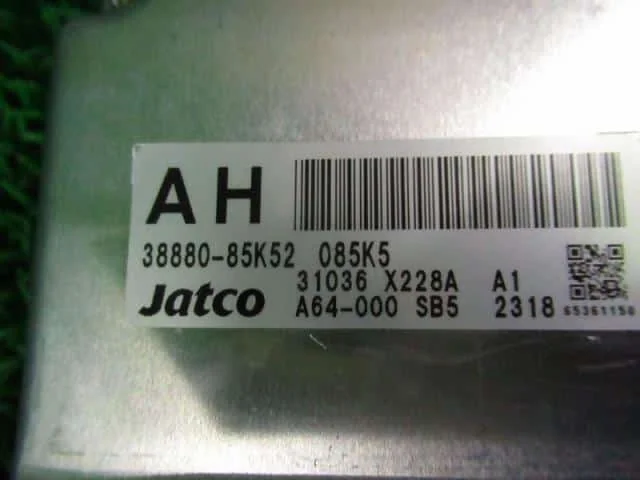 AH
38880-85K52 085K5
31036 X228A A1
Jatco A64-000 SB5 2318
65361150